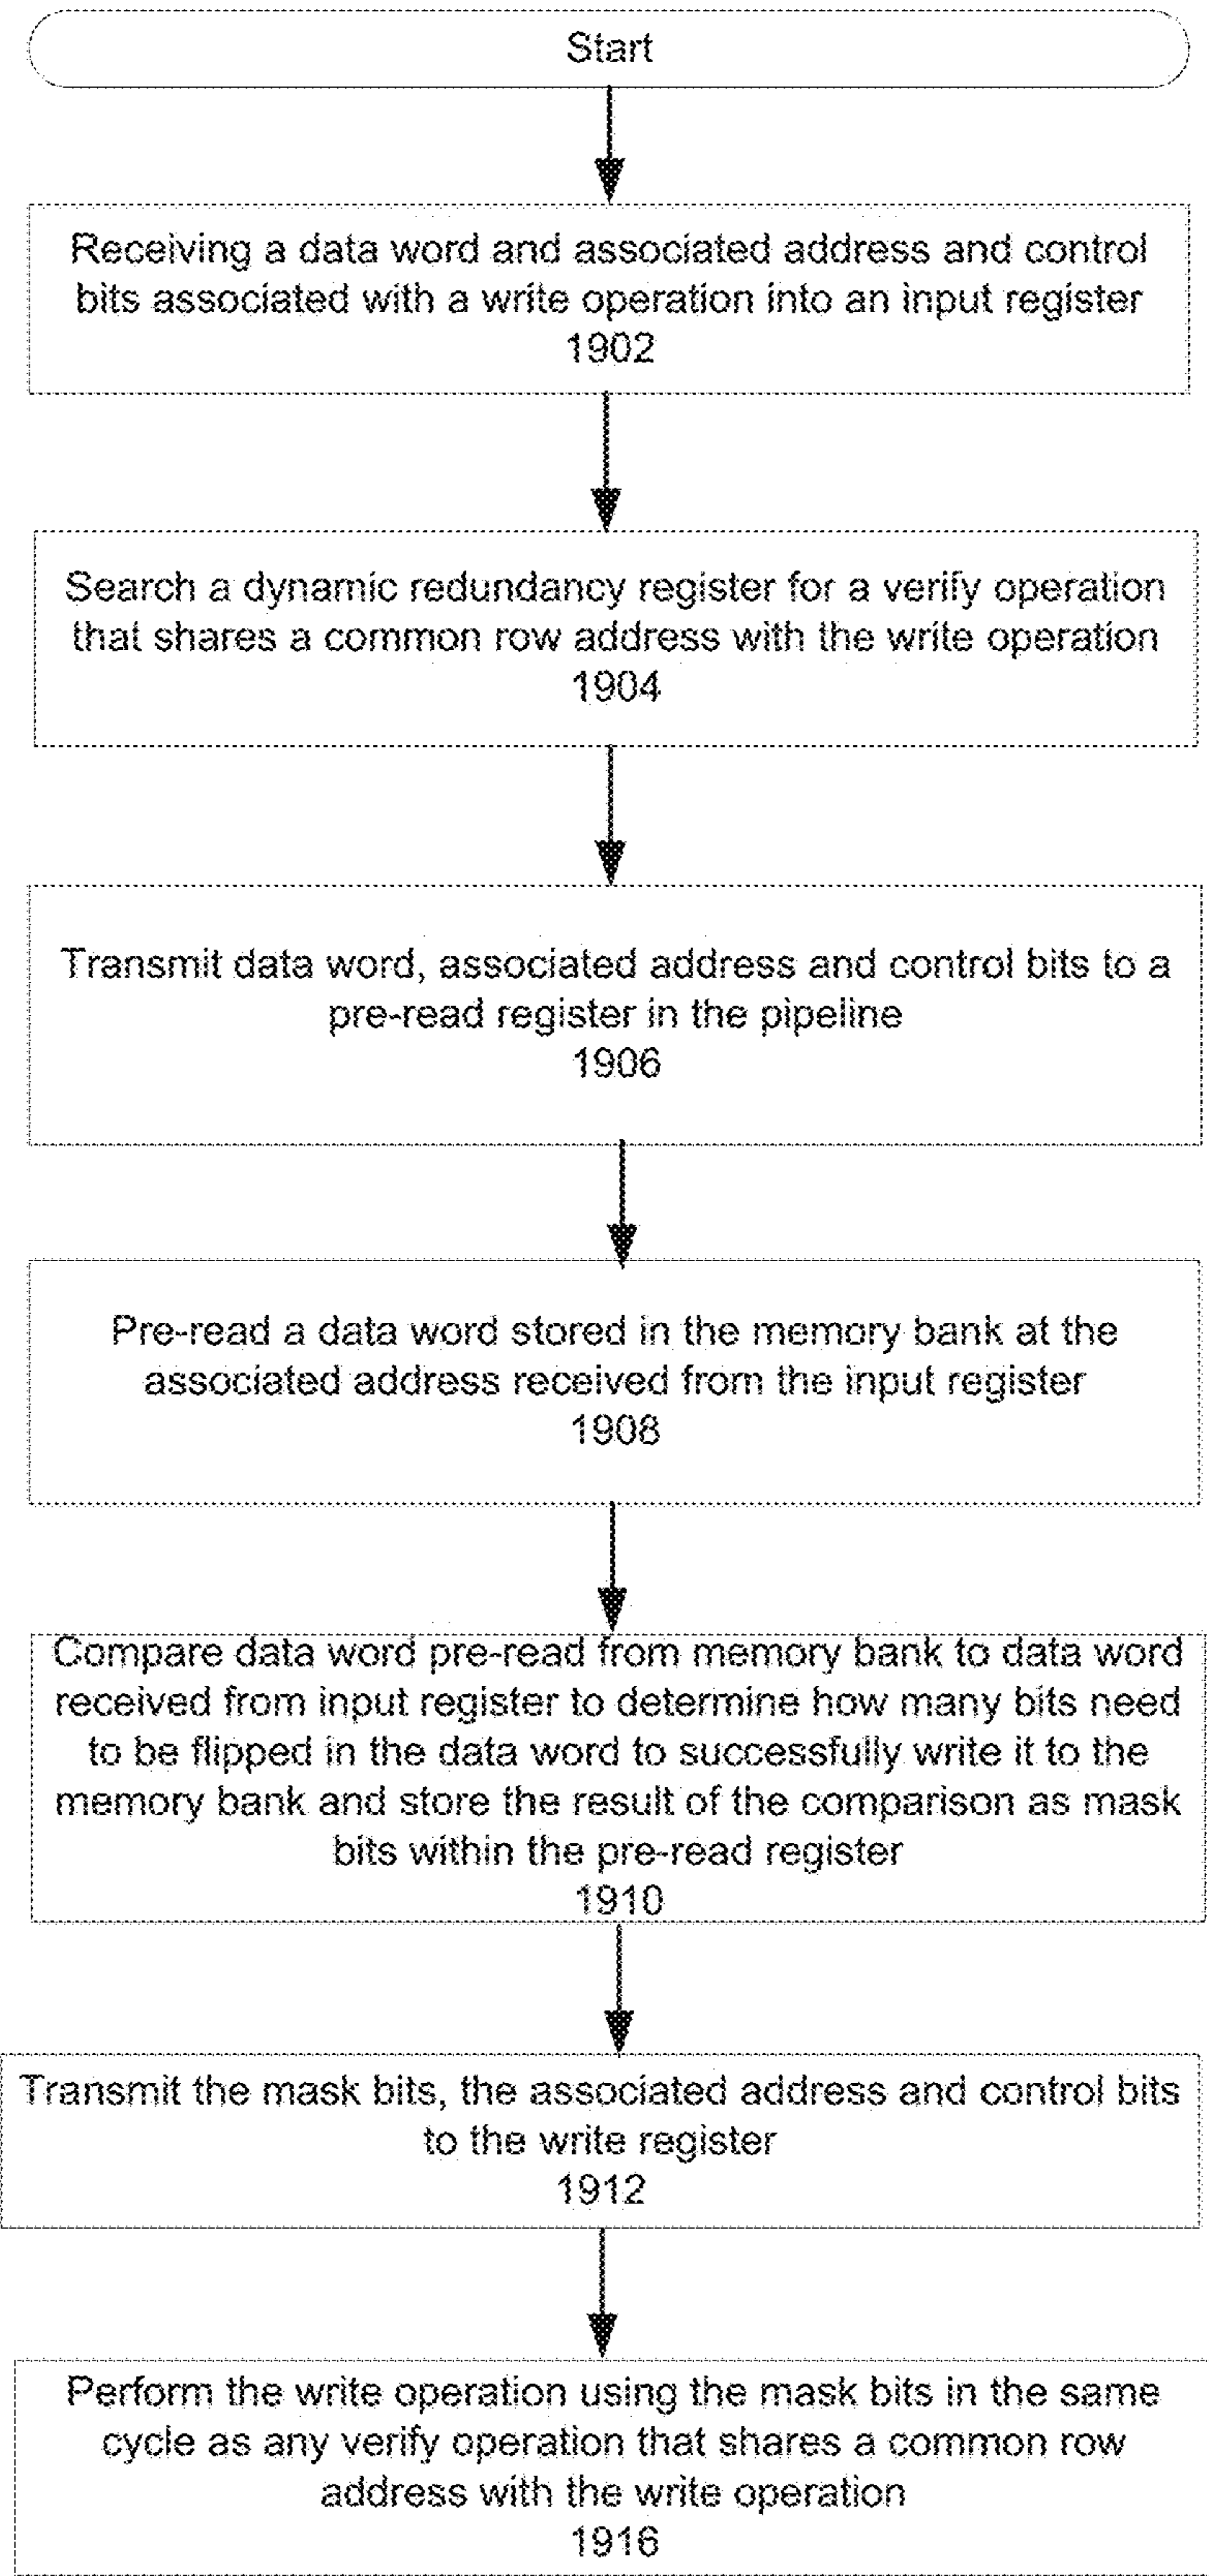 Start
Receiving a data word and associated address and control
bits associated with a write operation into an input register
1902
Search a dynamic redundancy register for a verify operation
that shares a common row address with the write operation
1904
Transmit data word, associated address and control bits to a
pre-read register in the pipeline
1906
Pre-read a data word stored in the memory bank at the
associated address received from the input register
1908
Compare data word pre-read from memory bank to data word
received from input register to determine how many bits need
to be flipped in the data word to successfully write it to the
memory bank and store the result of the comparison as mask
bits within the pre-read register
1910
Transmit the mask bits, the associated address and control bits
to the write register
1912
Perform the write operation using the mask bits in the same
cycle as any verify operation that shares a common row
address with the write operation
1916